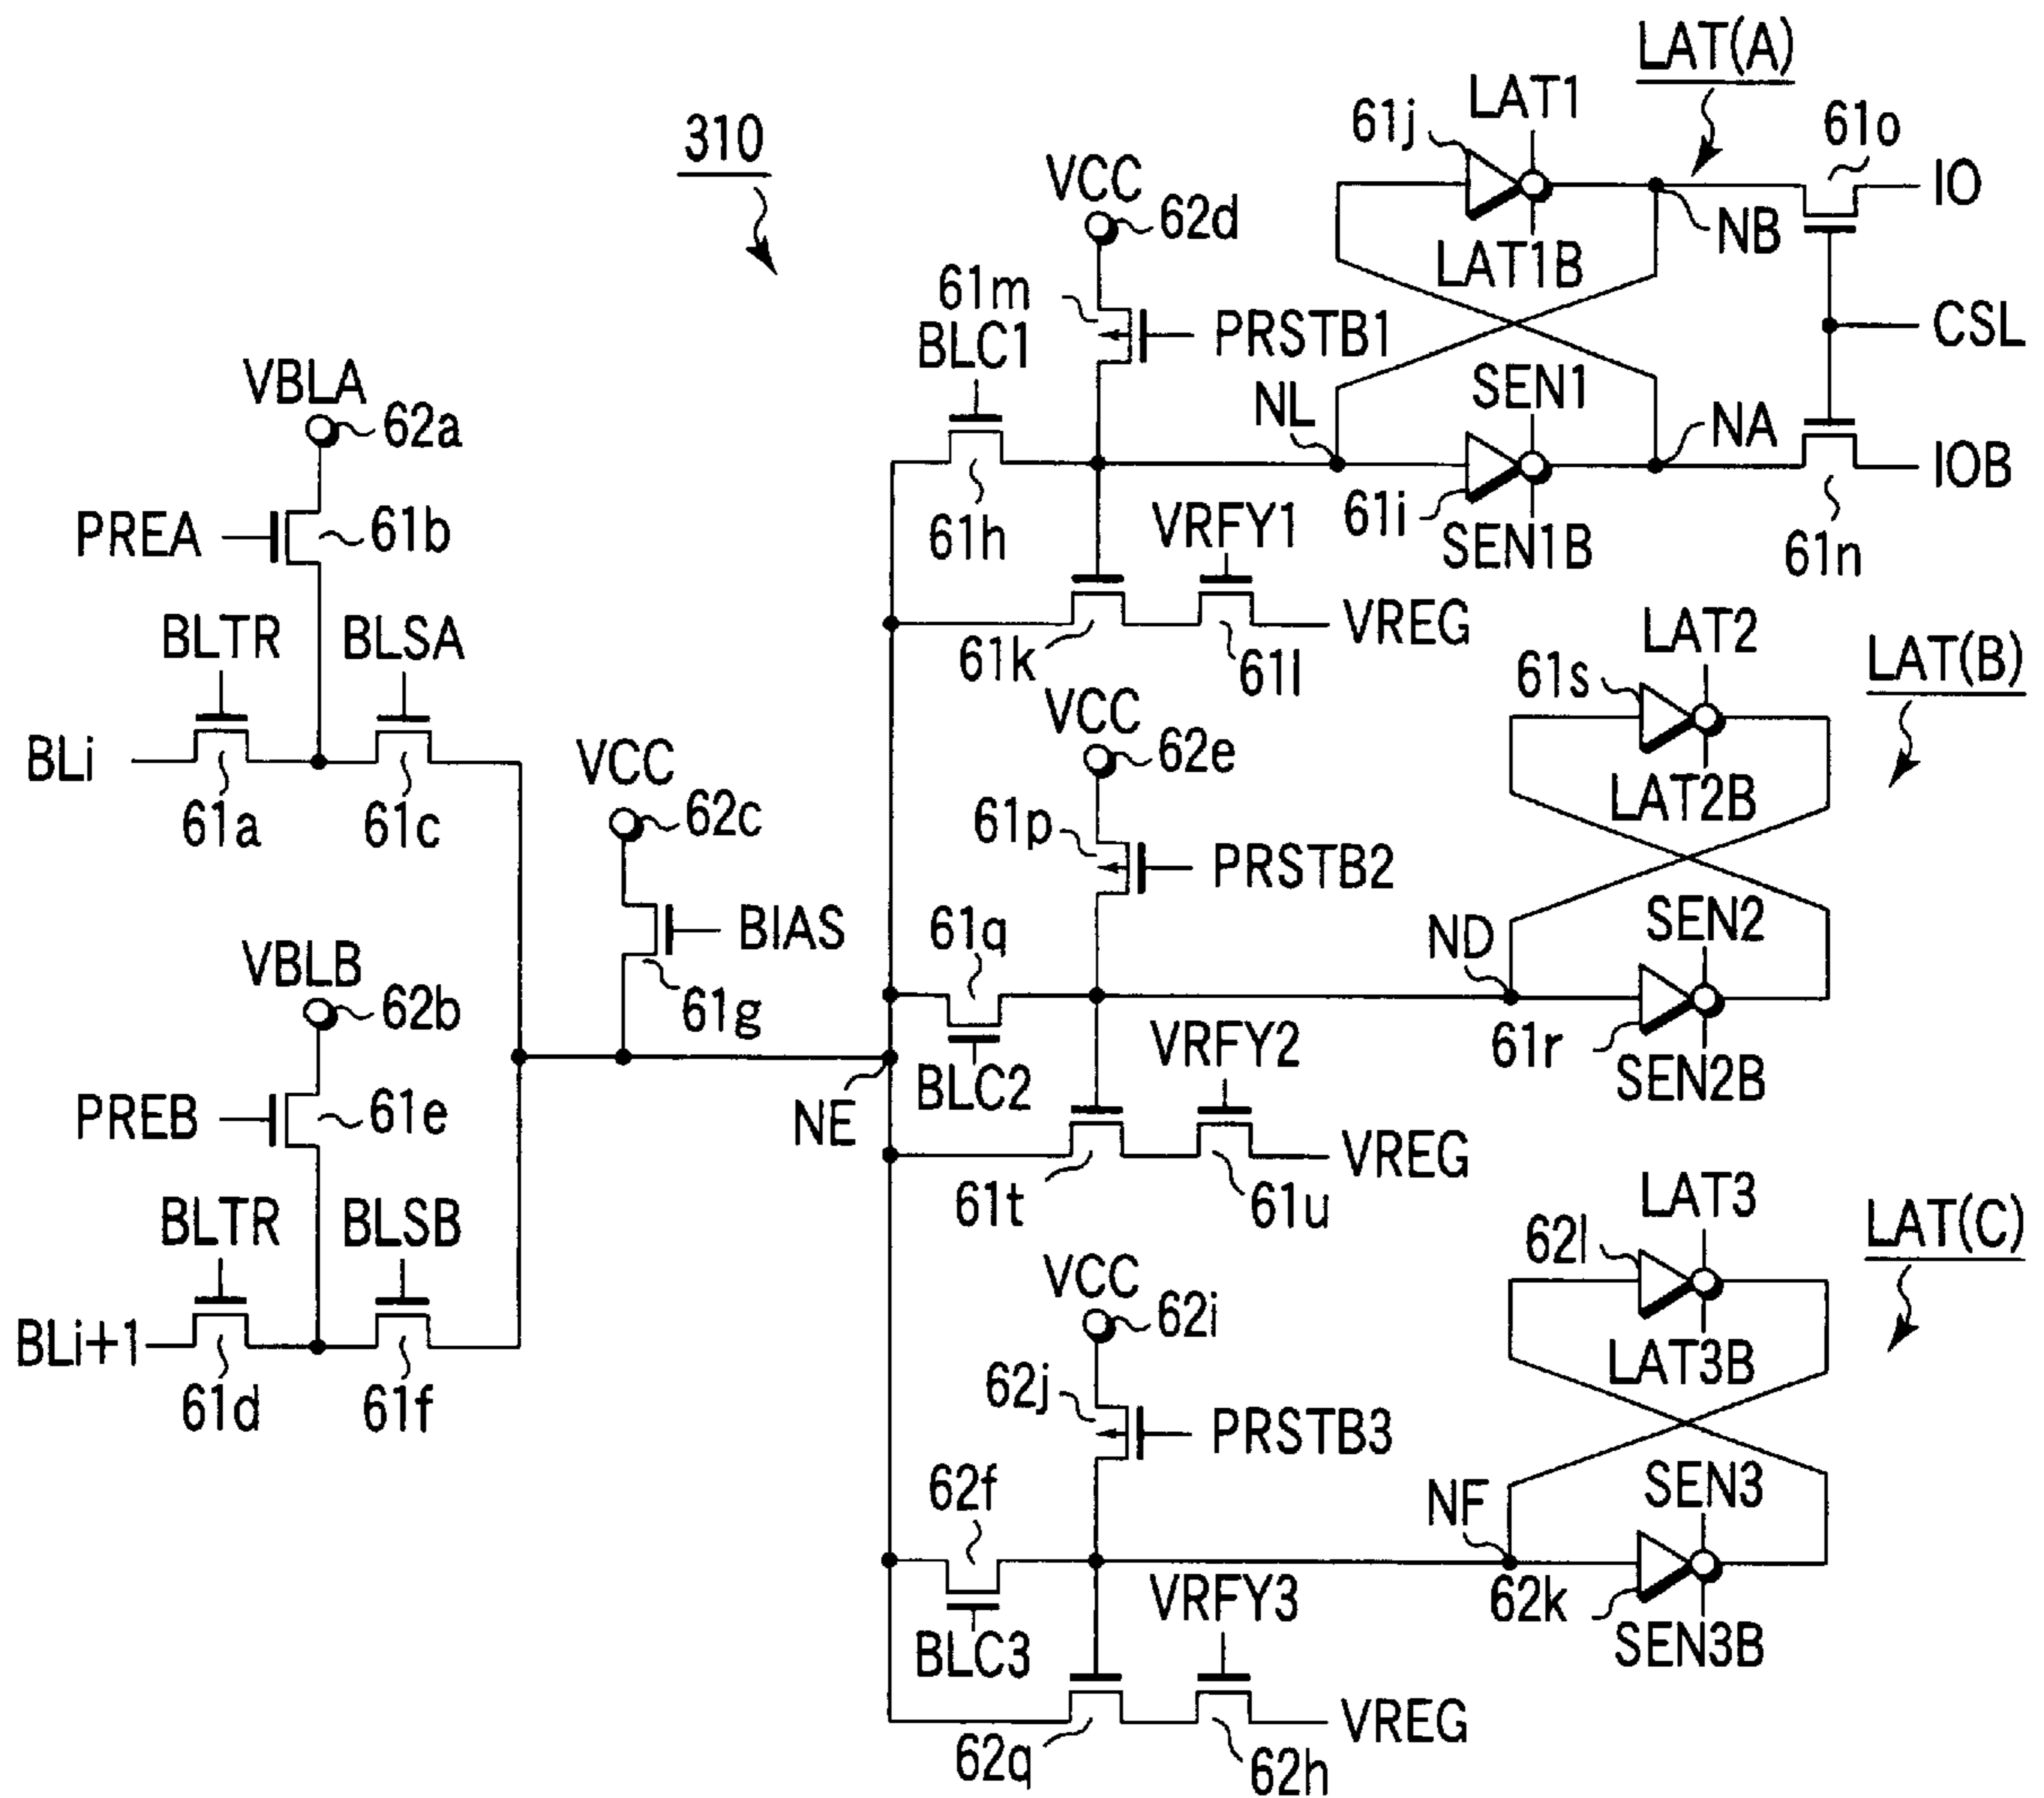 LAT(A)
LAT1
61j
61o
310
VCC
IO
62d
NB
LAT1B
61m
BLC1
PRSTB1
CSL
VBLA
62a
SEN1
NL
NA
IOB
PREA
61b
61h
VRFY1
61i
SEN1B
61n
BLTR
BLSA
61k
61l
VREG
LAT2
61s
LAT(B)
VCC
62e
BLi
VCC
LAT2B
61a
61c
62c
61p
PRSTB2
BIAS
61q
ND
SEN2
VBLB
62b
61g
VRFY2
61r
BLC2
SEN2B
PREB
61e
NE
VREG
61t
61u
LAT3
BLTR
BLSB
62l
LAT(C)
VCC
62i
BLi+1
LAT3B
61d
61f
62j
PRSTB3
62f
NF
SEN3
VRFY3
62k
BLC3
SEN3B
VREG
62q
62h